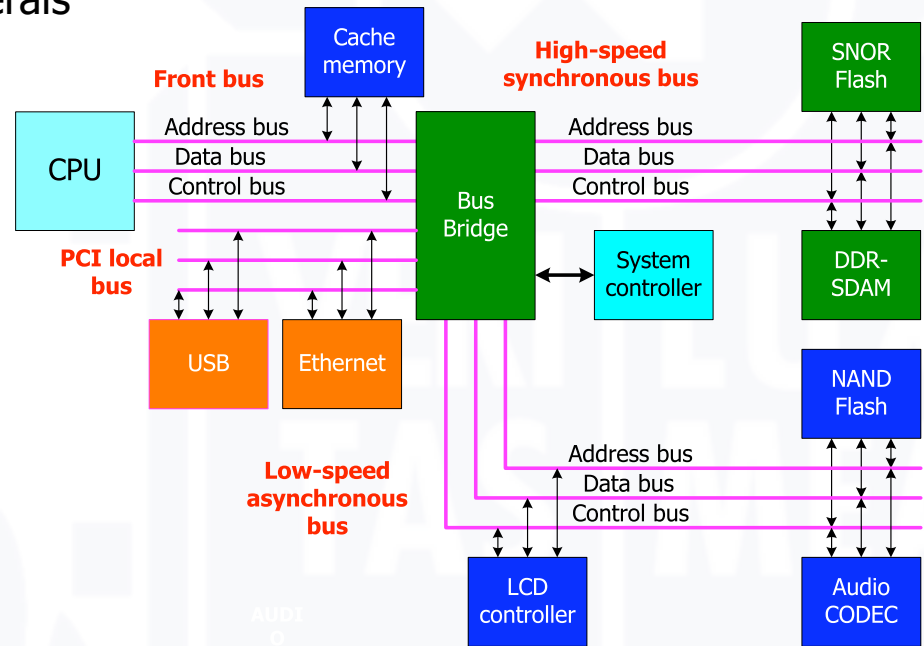 erals
Cache
memory
Front bus
High-speed
synchronous bus
SNOR
Flash
CPU
Address bus
Data bus
Control bus
Bus
Bridge
Address bus
Data bus
Control bus
PCI local
bus
System
controller
DDR-
SDAM
USB
Ethernet
NAND
Flash
Low-speed
asynchronous
bus
Address bus
Data bus
Control bus
LCD
controller
Audio
CODEC
AUDI
O